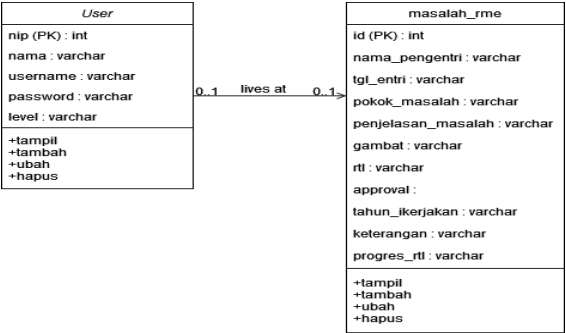 User
nip (PK) : int
nama : varchar
username : varchar
password : varchar
level : varchar
+tampil
+tambah
+ubah
+hapus
0..1
lives at
0..1
masalah_rme
id (PK) : int
nama_pengentri : varchar
tgl_entri : varchar
pokok_masalah : varchar
penjelasan_masalah : varchar
gambat : varchar
rtl : varchar
approval :
tahun_ikerjakan : varchar
keterangan : varchar
progres_rtl : varchar
+tampil
+tambah
+ubah
+hapus